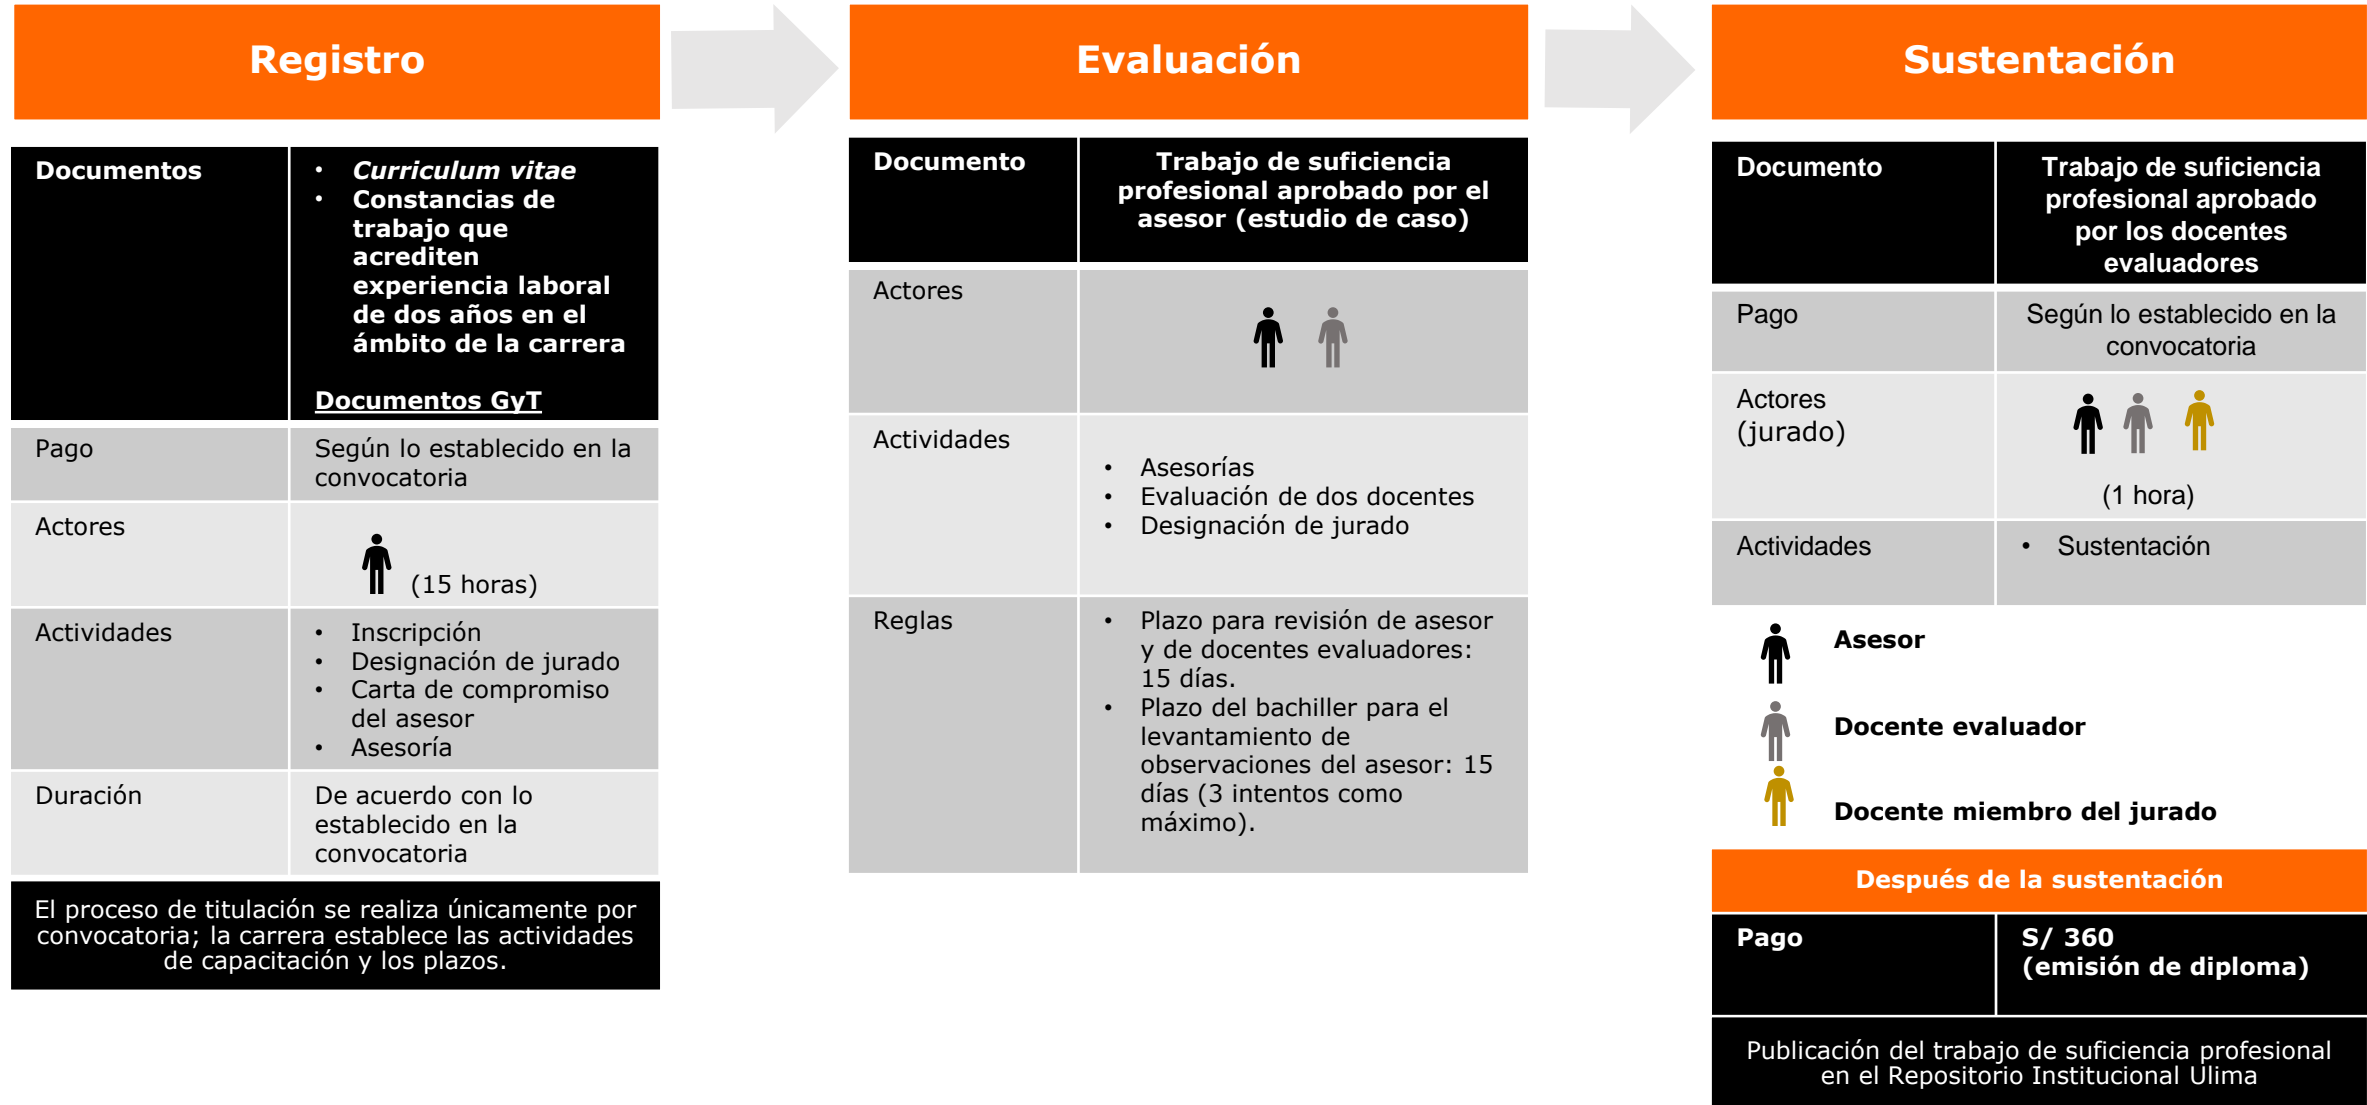 Registro
Documentos
• Curriculum vitae
• Constancias de
trabajo que
acrediten
experiencia laboral
de dos años en el
ámbito de la carrera
Documentos GyT
Pago
Según lo establecido en la
convocatoria
Actores
(15 horas)
Actividades
• Inscripción
• Designación de jurado
• Carta de compromiso
del asesor
• Asesoría
Duración
De acuerdo con lo
establecido en la
convocatoria
El proceso de titulación se realiza únicamente por
convocatoria; la carrera establece las actividades
de capacitación y los plazos.
Evaluación
Documento
Trabajo de suficiencia
profesional aprobado por el
asesor (estudio de caso)
Actores
Actividades
• Asesorías
• Evaluación de dos docentes
• Designación de jurado
Reglas
• Plazo para revisión de asesor
y de docentes evaluadores:
15 días.
• Plazo del bachiller para el
levantamiento de
observaciones del asesor: 15
días (3 intentos como
máximo).
Sustentación
Documento
Trabajo de suficiencia
profesional aprobado
por los docentes
evaluadores
Pago
Según lo establecido en la
convocatoria
Actores
(jurado)
(1 hora)
Actividades
• Sustentación
Asesor
Docente evaluador
Docente miembro del jurado
Después de la sustentación
Pago
S/ 360
(emisión de diploma)
Publicación del trabajo de suficiencia profesional
en el Repositorio Institucional Ulima